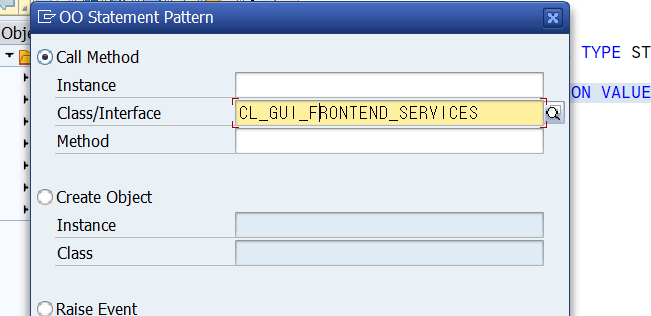 OO Statement Pattern
Obje
TYPE ST
Call Method
Instance
ON VALUE
Class/Interface CL_GUI_FRONTEND_SERVICES
Method
Create Object
Instance
Class
Raise Event